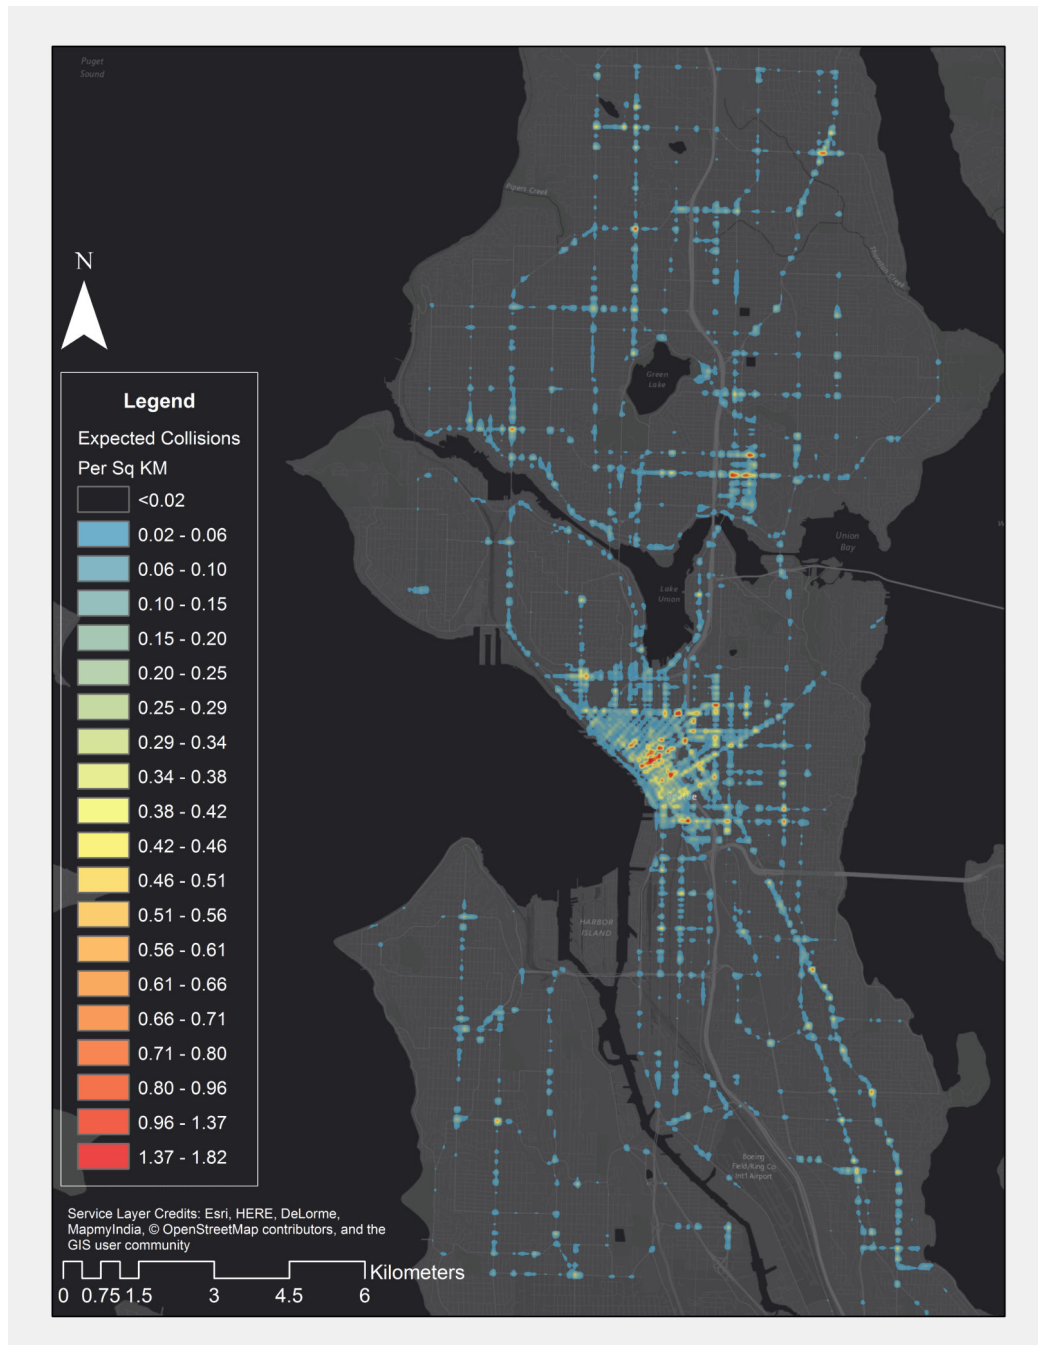 Puget
Sound
Pipers Creek
Thornton Creek
N
Green
Lake
Legend
Expected Collisions
Per Sq KM
<0.02
0.02 - 0.06
0.06 - 0.10
0.10 - 0.15
0.15 - 0.20
0.20 - 0.25
0.25 - 0.29
0.29 - 0.34
0.34 - 0.38
0.38 - 0.42
0.42 - 0.46
0.46 - 0.51
0.51 - 0.56
0.56 - 0.61
0.61 - 0.66
0.66 - 0.71
0.71 - 0.80
0.80 - 0.96
0.96 - 1.37
1.37 - 1.82
Union
Bay
Lake
Union
HARBOR
ISLAND
Boeing
Field/King Co
Int'l Airport
Service Layer Credits: Esri, HERE, DeLorme,
MapmyIndia, © OpenStreetMap contributors, and the
GIS user community
Kilometers
0 0.75 1.5 3 4.5 6